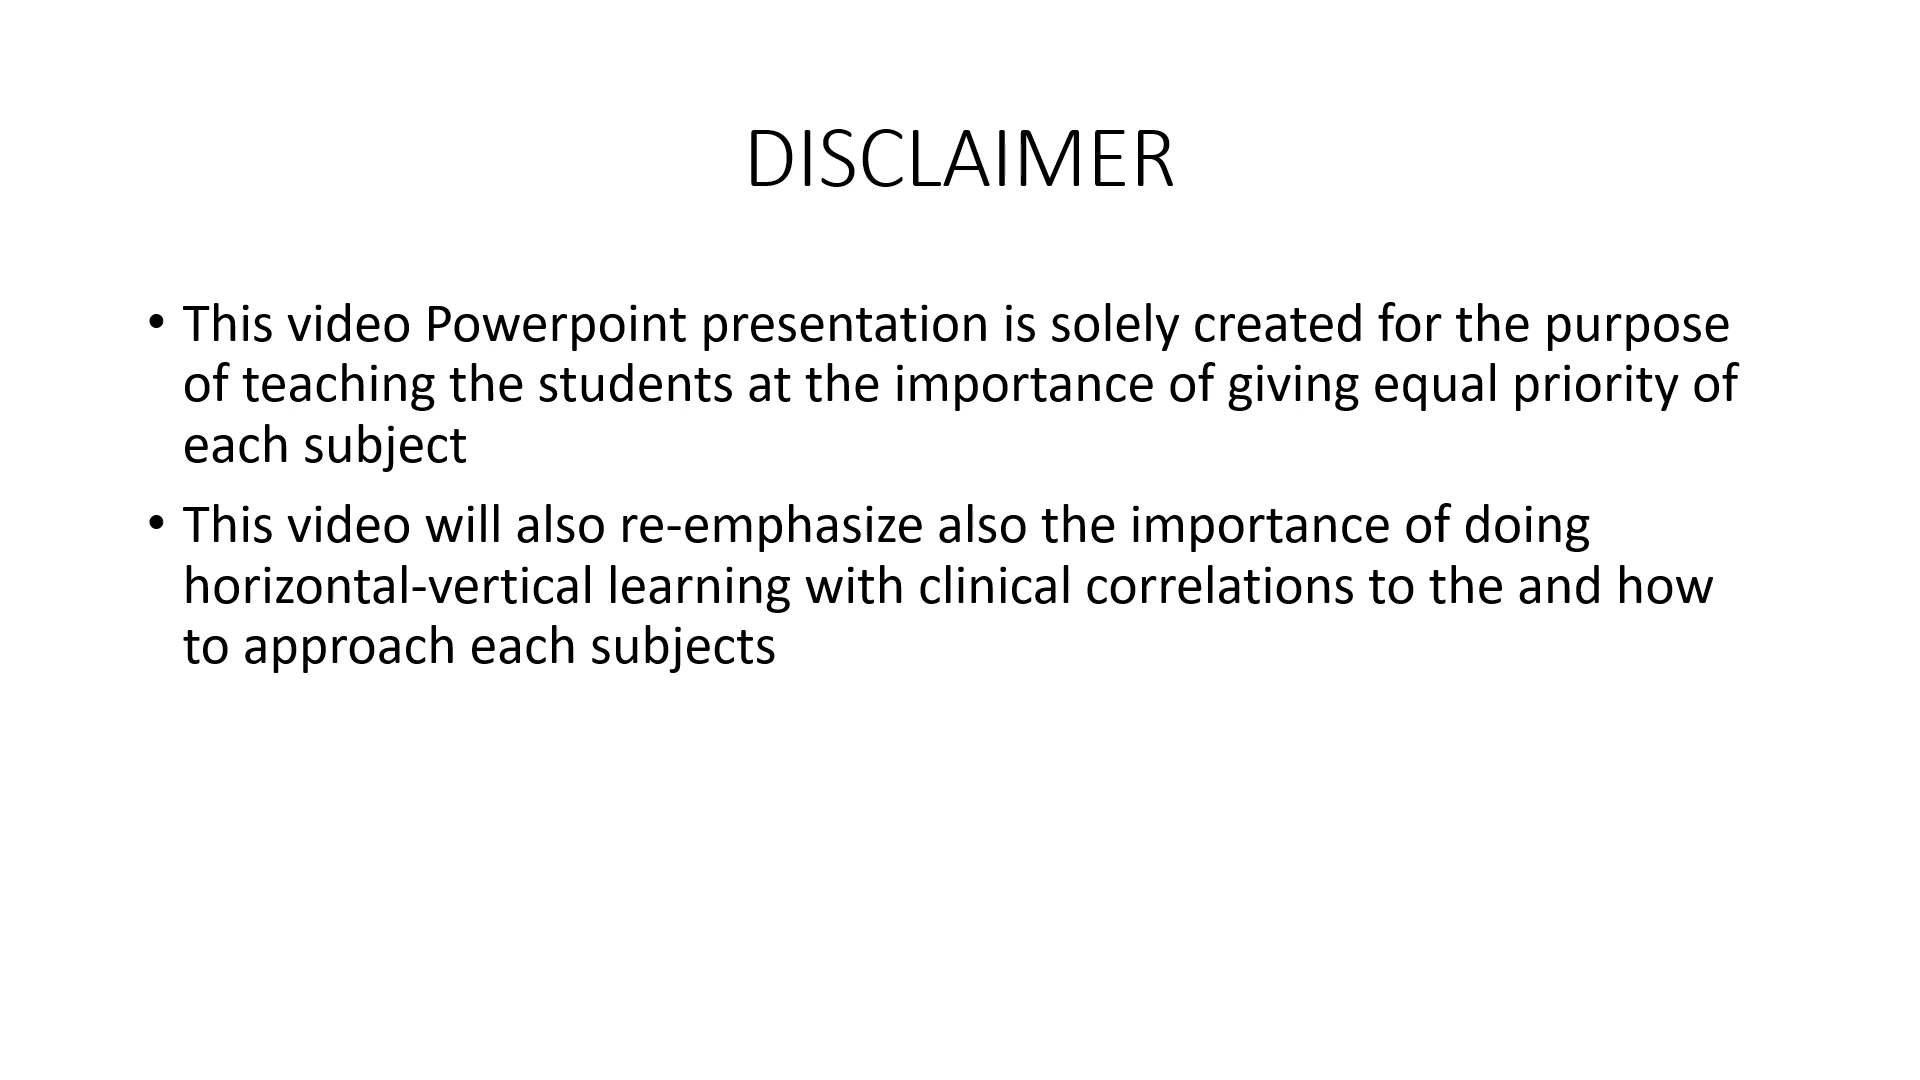 DISCLAIMER
• This video Powerpoint presentation is solely created for the purpose
of teaching the students at the importance of giving equal priority of
each subject
• This video will also re-emphasize also the importance of doing
horizontal-vertical learning with clinical correlations to the and how
to approach each subjects